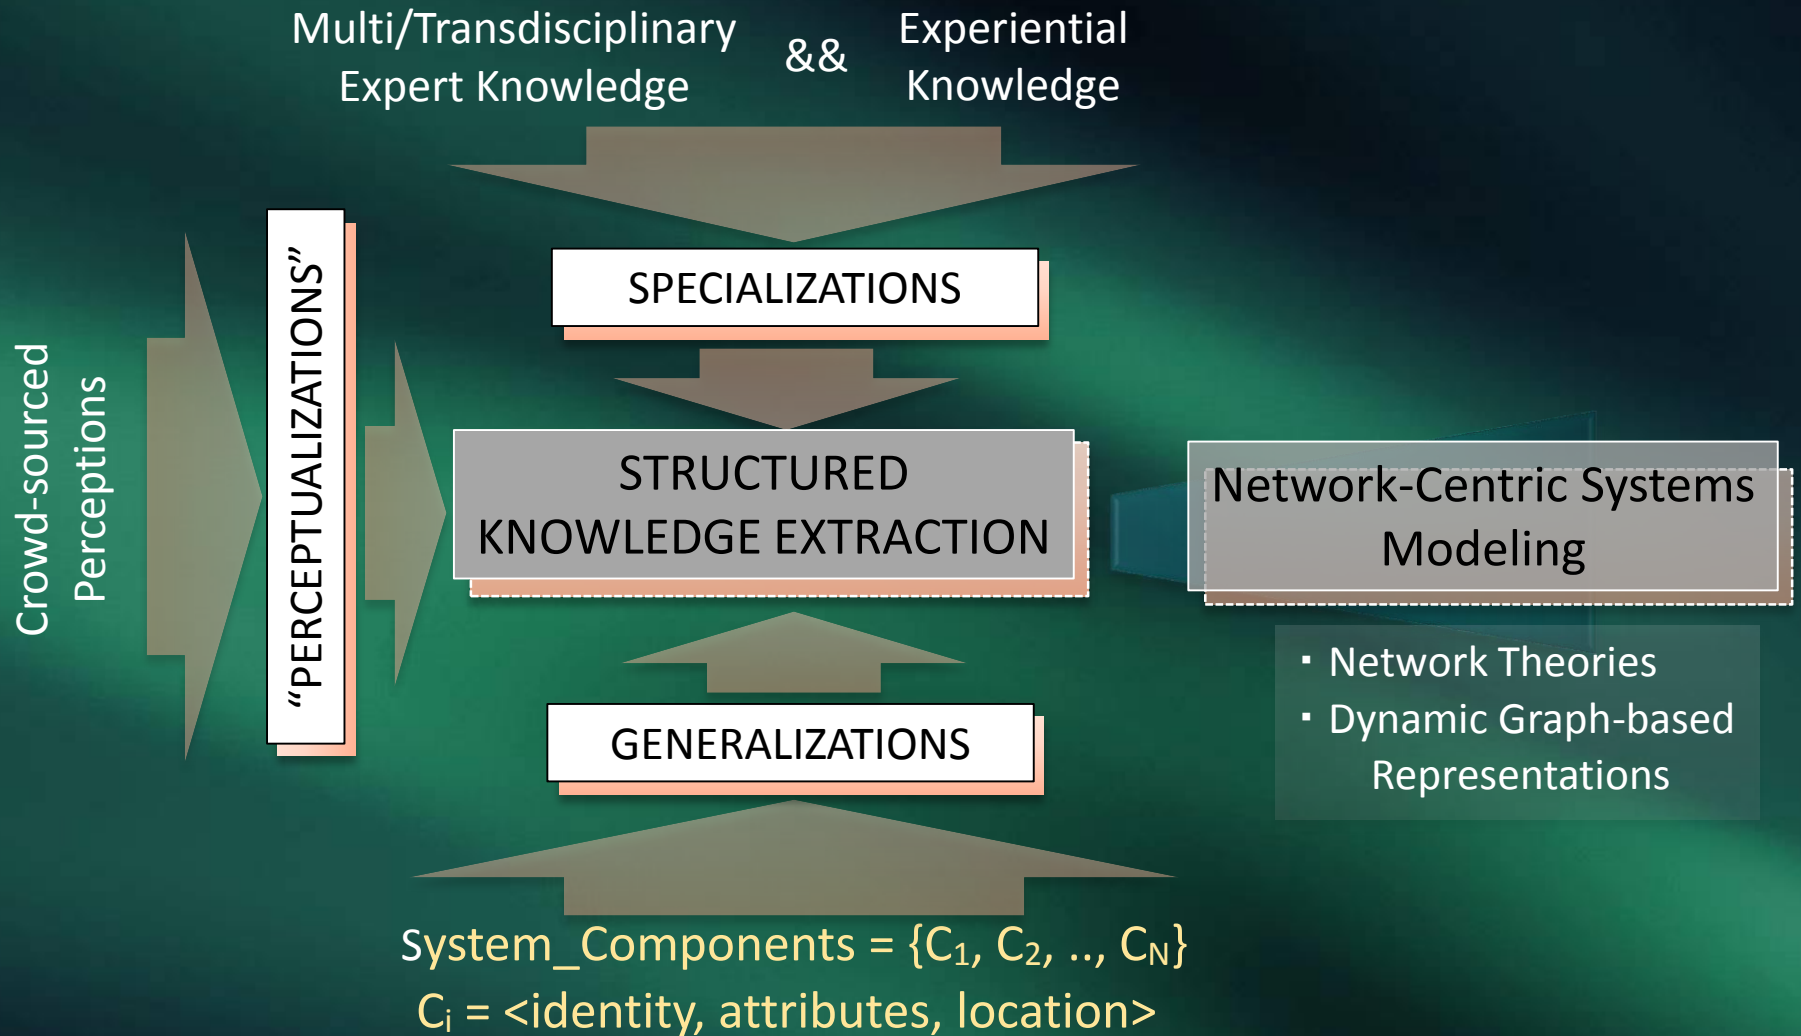 Multi/Transdisciplinary
Expert Knowledge
&&
Experiential
Knowledge
SPECIALIZATIONS
Crowd-sourced
Perceptions
“PERCEPTUALIZATIONS”
STRUCTURED
KNOWLEDGE EXTRACTION
Network-Centric Systems
Modeling
▪ Network Theories
▪ Dynamic Graph-based
Representations
GENERALIZATIONS
System_Components = {C₁, C₂, .., C_N}
Cᵢ = <identity, attributes, location>